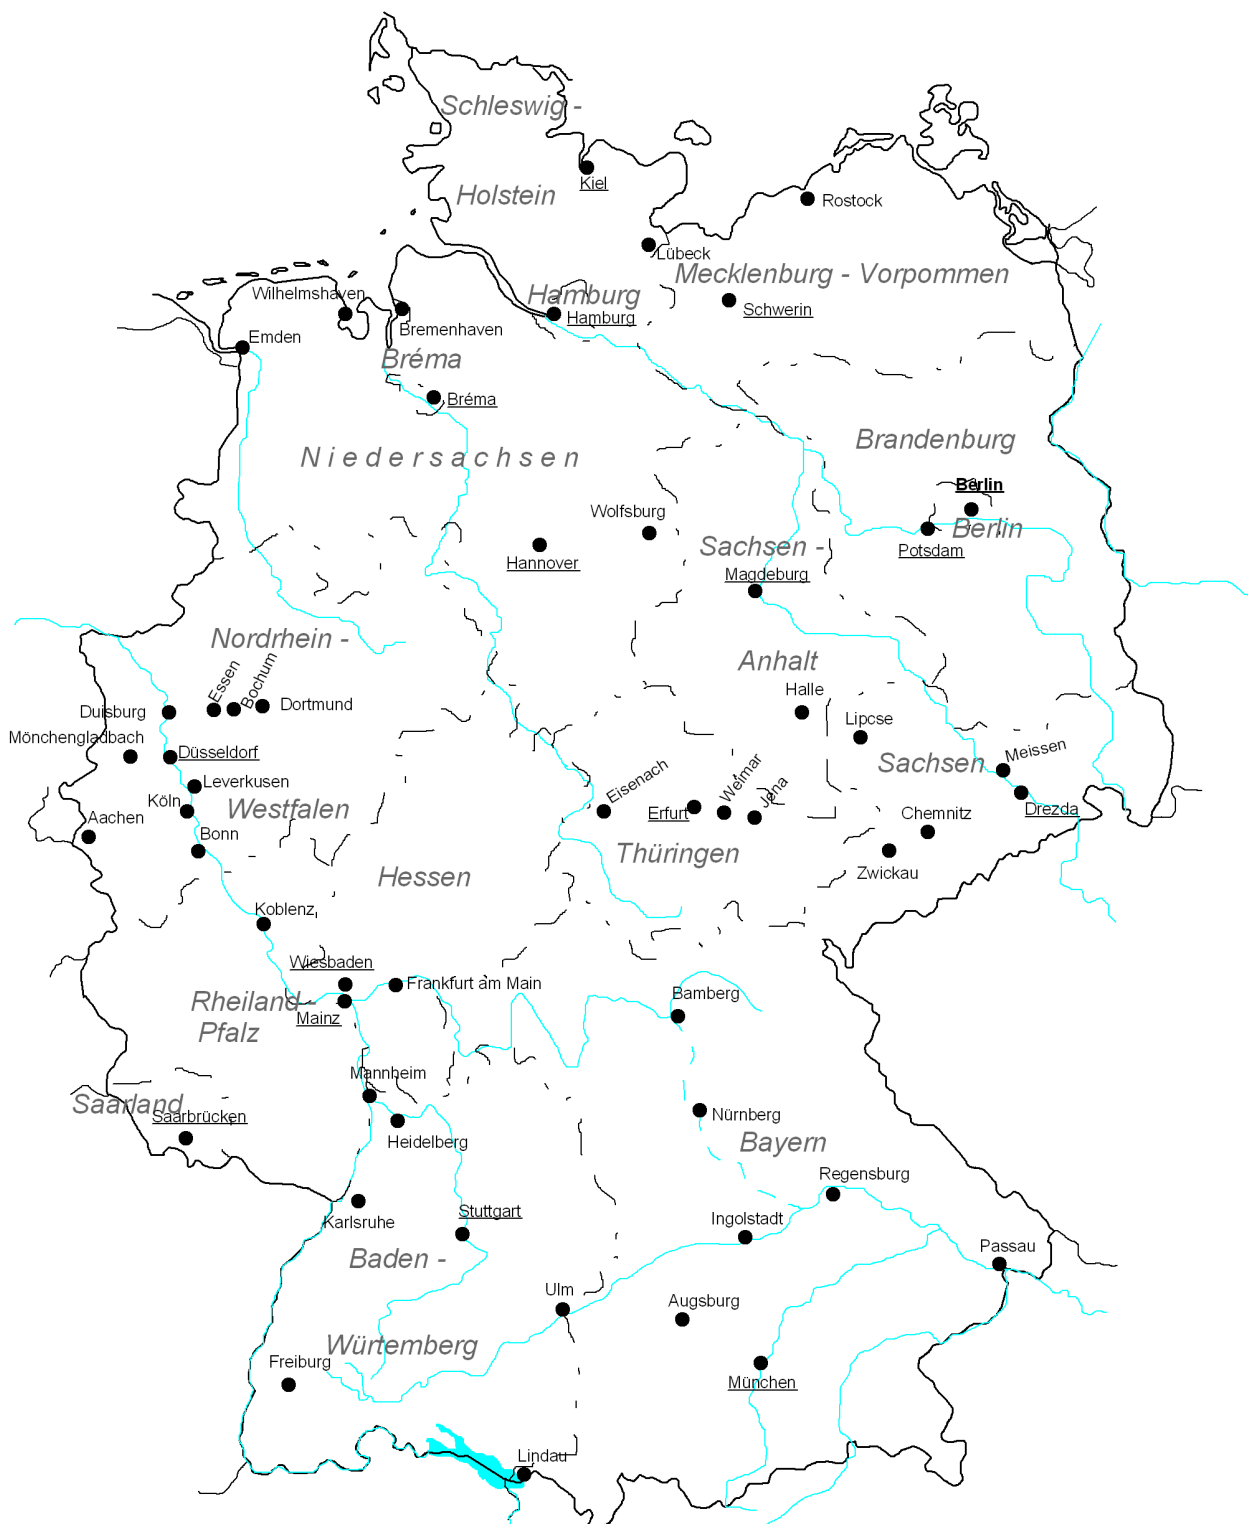 Schleswig -
Kiel
Holstein
Rostock
Lübeck
Mecklenburg - Vorpommen
Wilhelmshaven
Hamburg
Schwerin
Hamburg
Bremenhaven
Emden
Bréma
Bréma
Brandenburg
Niedersachsen
Berlin
Wolfsburg
Berlin
Sachsen -
Potsdam
Hannover
Magdeburg
Nordrhein -
Anhalt
Essen
Bochum
Halle
Dortmund
Duisburg
Lipcse
Mönchengladbach
Düsseldorf
Meissen
Sachsen
Leverkusen
Eisenach
Weimar
Jena
Köln
Westfalen
Erfurt
Drezda
Aachen
Chemnitz
Bonn
Thüringen
Zwickau
Hessen
Koblenz
Wiesbaden
Frankfurt am Main
Bamberg
Rheiland -
Mainz
Pfalz
Mannheim
Saarland
Saarbrücken
Nürnberg
Heidelberg
Bayern
Regensburg
Stuttgart
Karlsruhe
Ingolstadt
Passau
Baden -
Ulm
Augsburg
Würtemberg
Freiburg
München
Lindau